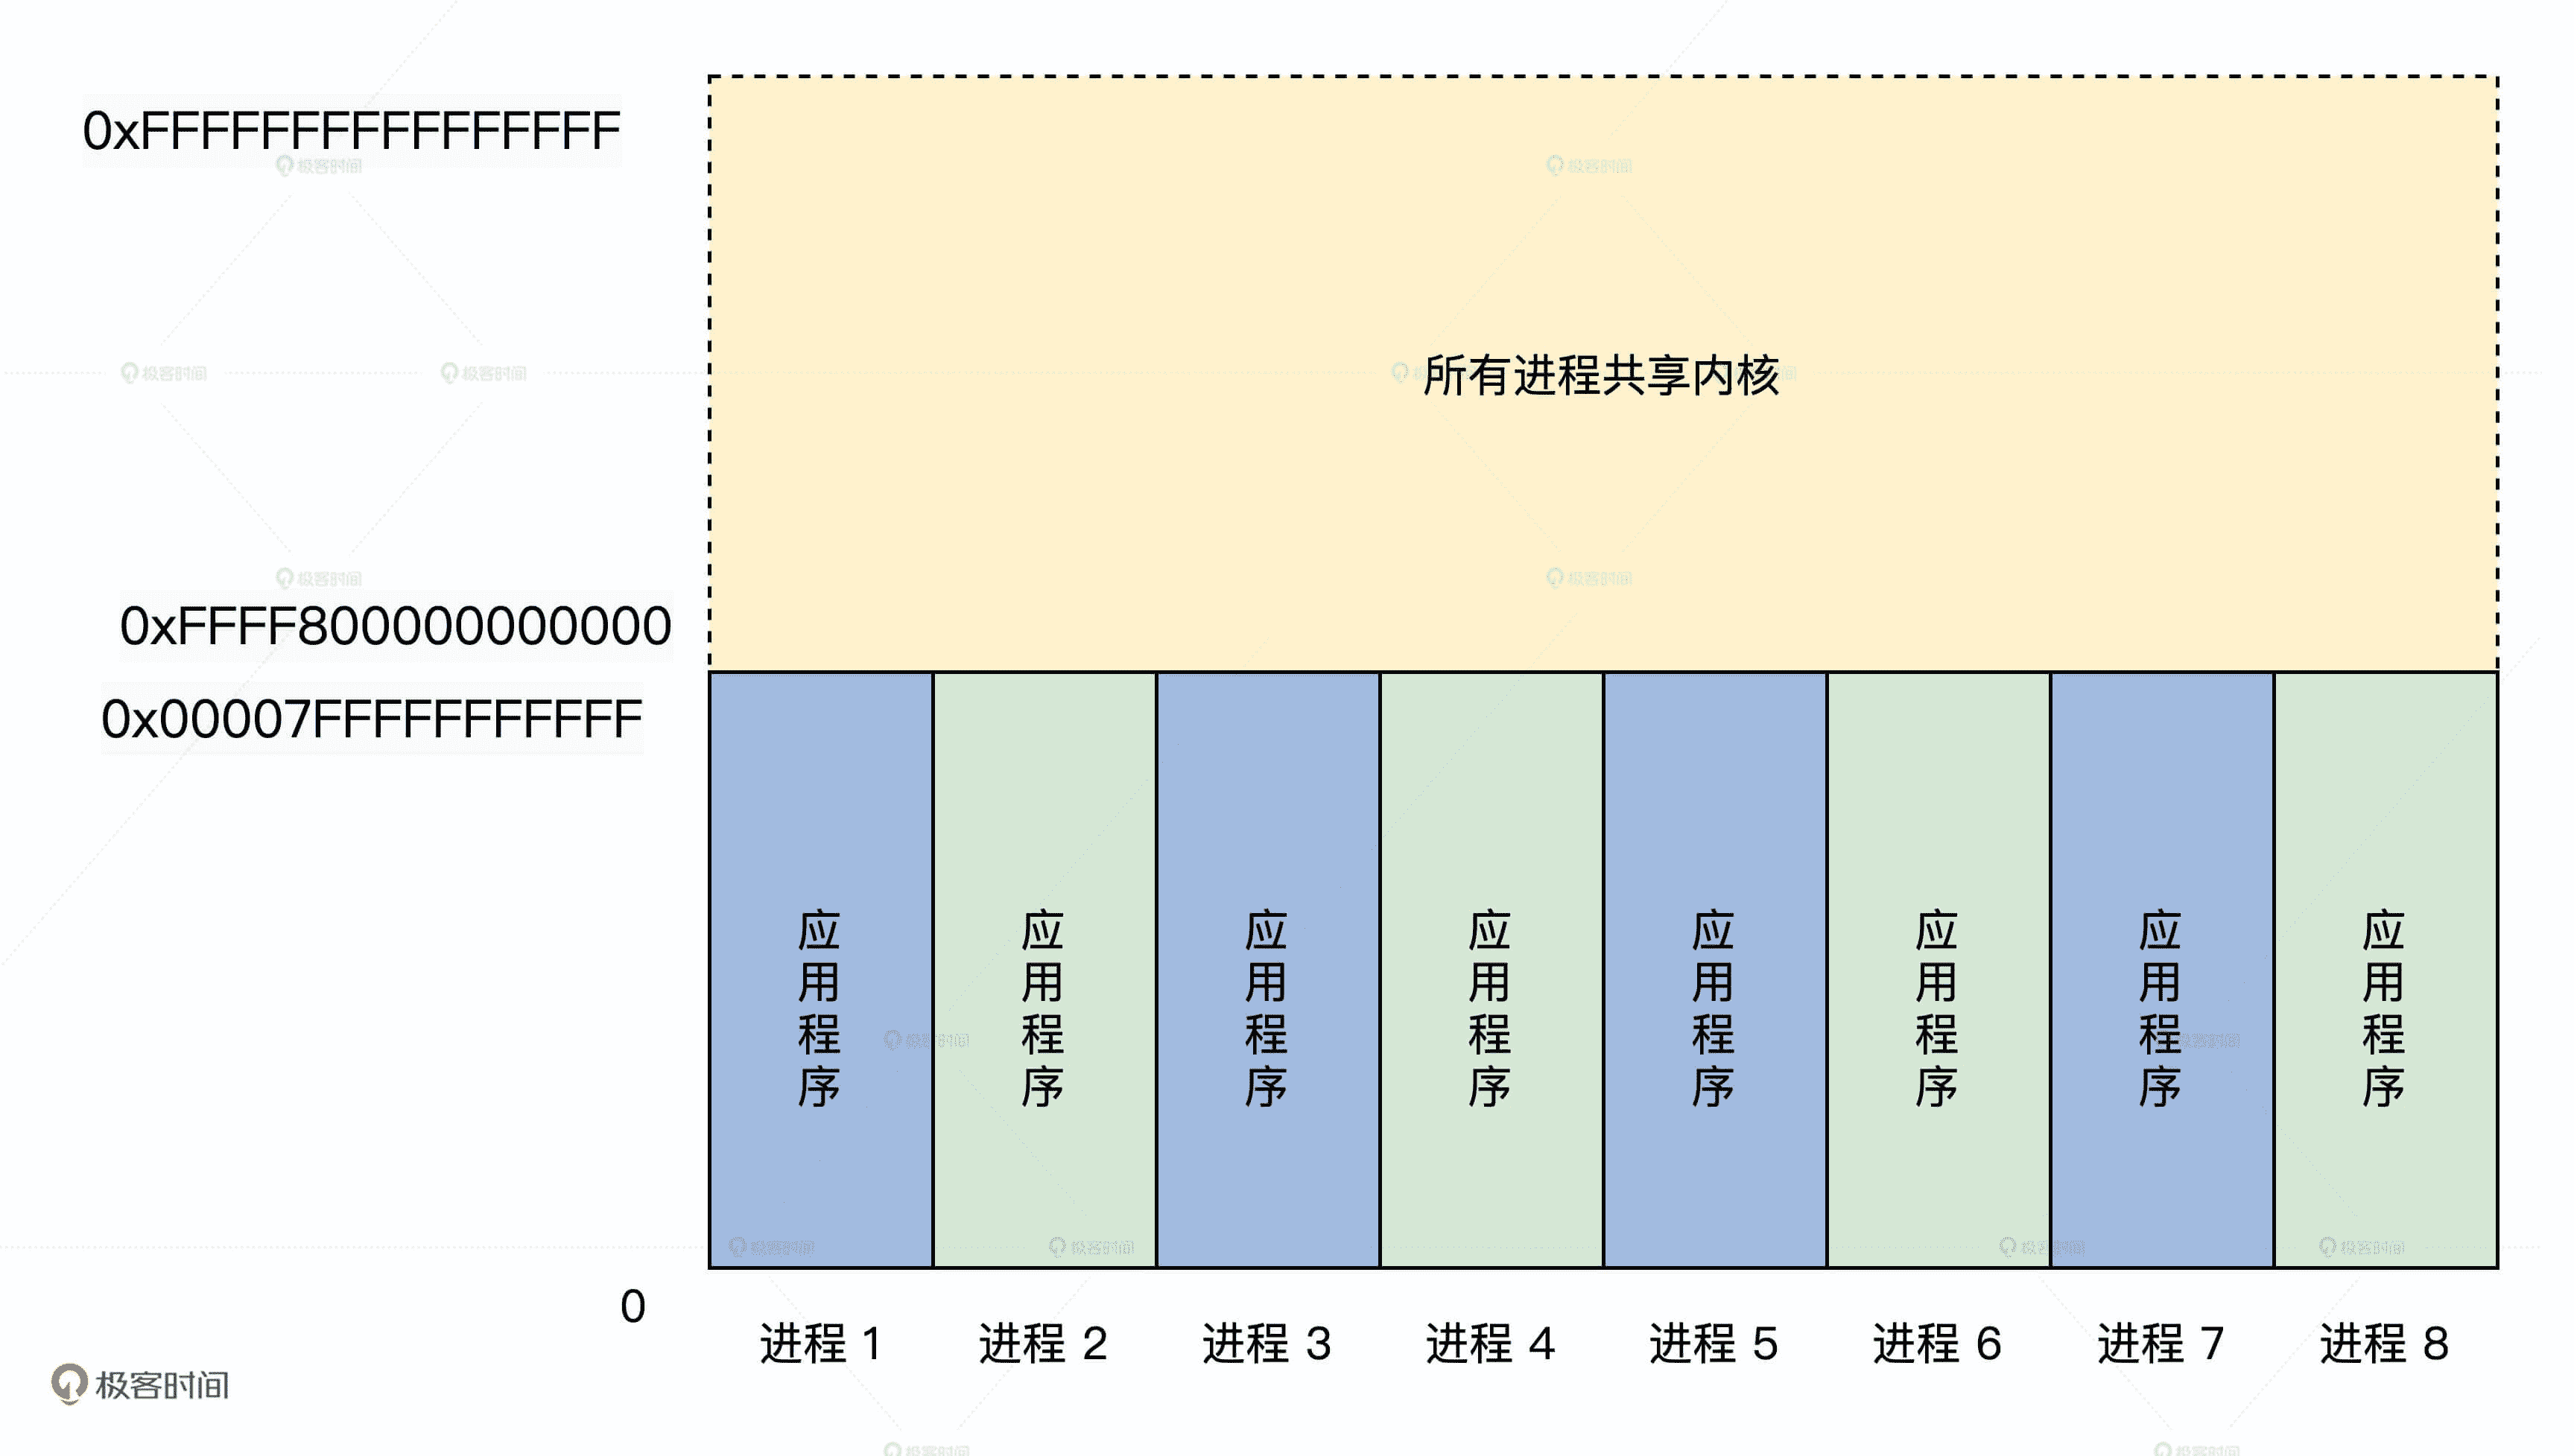 0xFFFFFFFFFFFFFFFF
所有进程共享内核
0xFFFF800000000000
0x00007FFFFFFFFFFF
应用程序
应用程序
应用程序
应用程序
应用程序
应用程序
应用程序
应用程序
0
进程 1
进程 2
进程 3
进程 4
进程 5
进程 6
进程 7
进程 8
极客时间